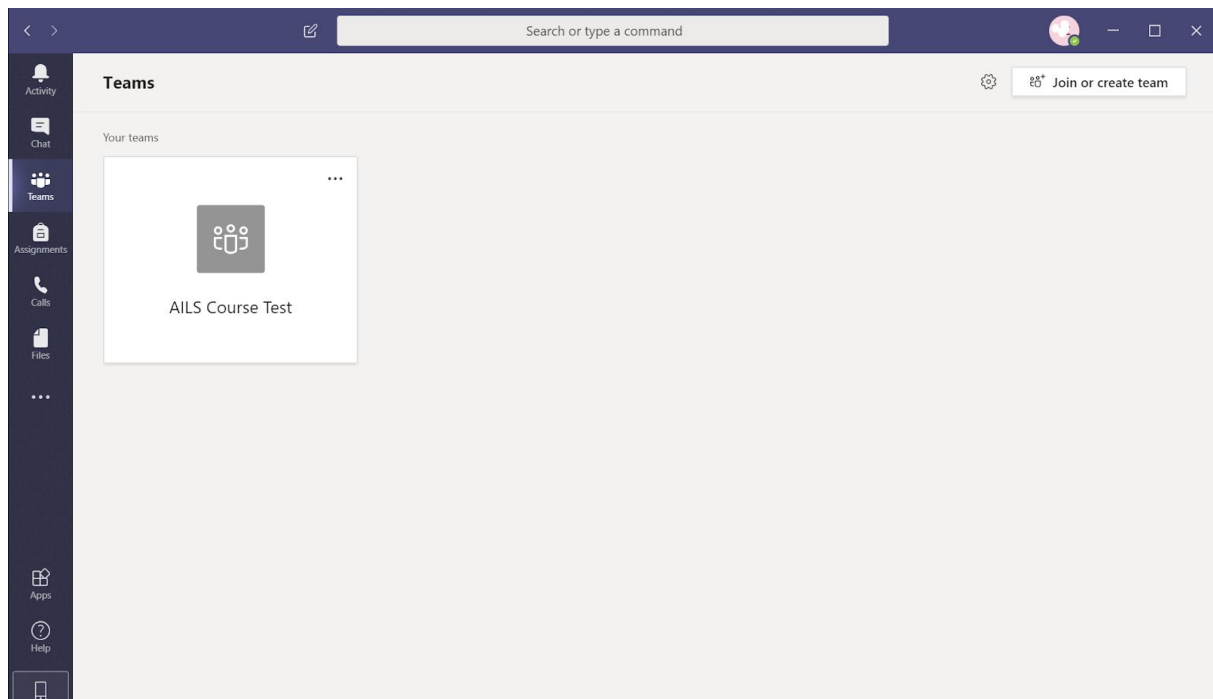 Search or type a command
Activity
Chat
Teams
Assignments
Calls
Files
Apps
Help
Teams
Join or create team
Your teams
AILS Course Test